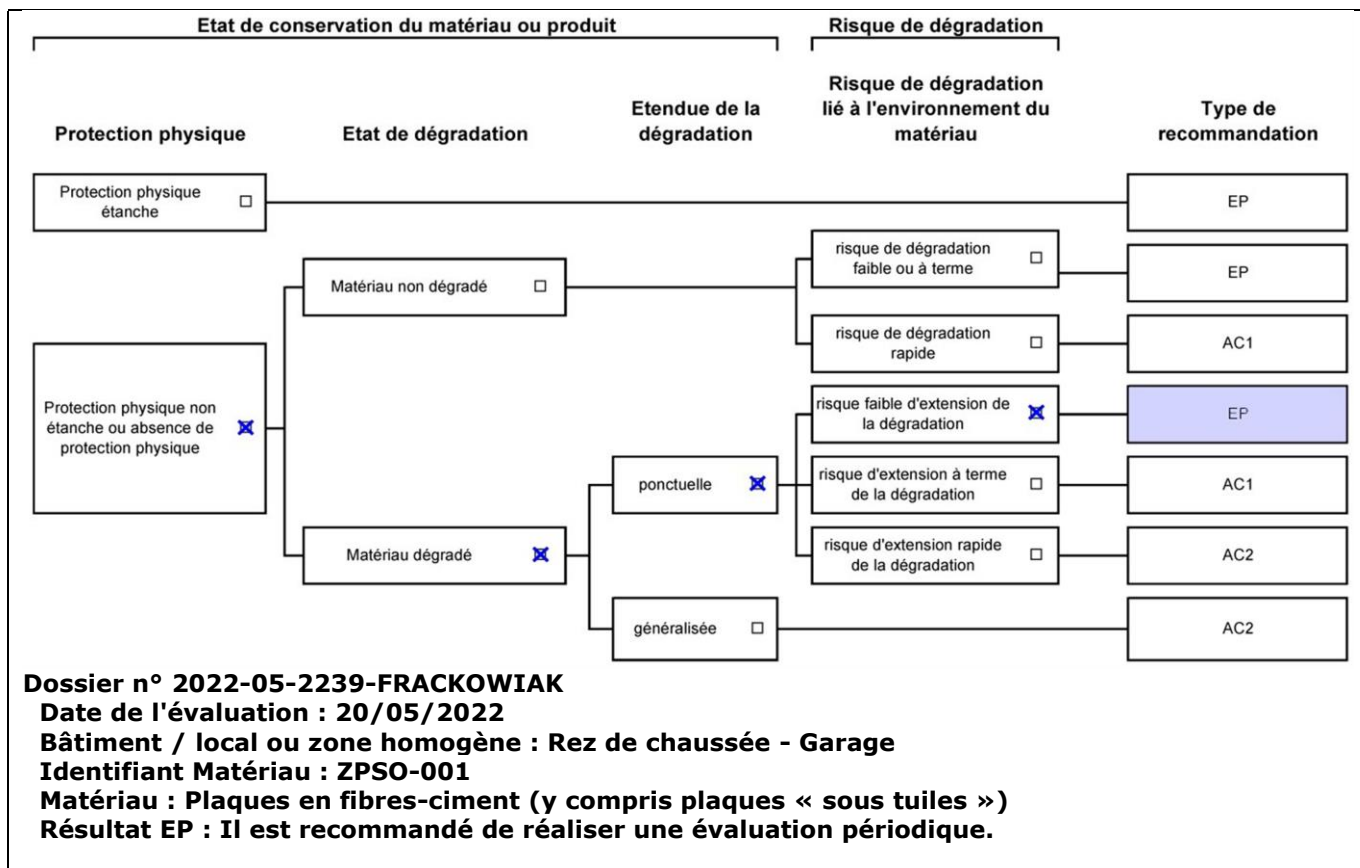 Etat de conservation du matériau ou produit
Risque de dégradation
Protection physique
Etat de dégradation
Etendue de la
dégradation
Risque de dégradation
lié à l'environnement du
matériau
Type de
recommandation
Protection physique
étanche
EP
risque de dégradation
faible ou à terme
EP
Matériau non dégradé
risque de dégradation
rapide
AC1
Protection physique non
étanche ou absence de
protection physique
risque faible d'extension de
la dégradation
EP
ponctuelle
risque d'extension à terme
de la dégradation
AC1
Matériau dégradé
risque d'extension rapide
de la dégradation
AC2
généralisée
AC2
Dossier n° 2022-05-2239-FRACKOWIAK
Date de l'évaluation : 20/05/2022
Bâtiment / local ou zone homogène : Rez de chaussée - Garage
Identifiant Matériau : ZPSO-001
Matériau : Plaques en fibres-ciment (y compris plaques « sous tuiles »)
Résultat EP : Il est recommandé de réaliser une évaluation périodique.